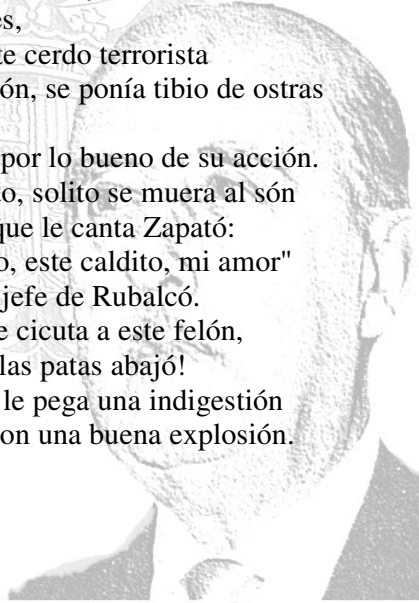 es,
te cerdo terrorista
ón, se ponía tibio de ostras
por lo bueno de su acción.
o, solito se muera al són
que le canta Zapató:
o, este caldito, mi amor"
jefe de Rubalcó.
e cicuta a este felón,
las patas abajó!
le pega una indigestión
on una buena explosión.